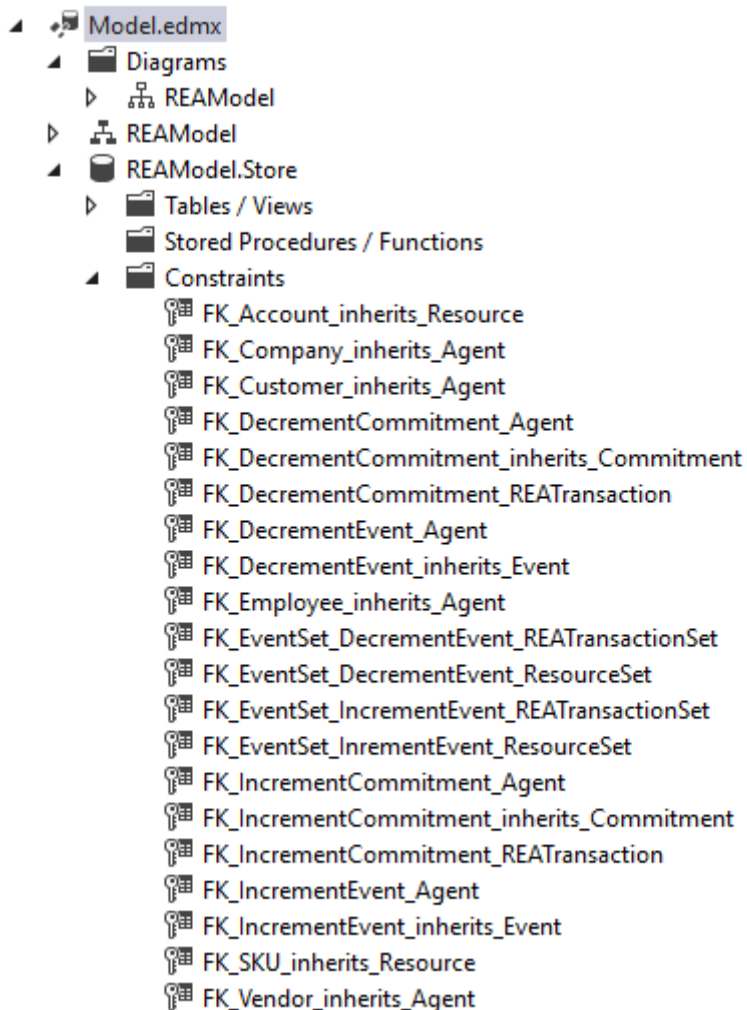 Model.edmx
Diagrams
REAModel
REAModel
REAModel.Store
Tables / Views
Stored Procedures / Functions
Constraints
FK_Account_inherits_Resource
FK_Company_inherits_Agent
FK_Customer_inherits_Agent
FK_DecrementCommitment_Agent
FK_DecrementCommitment_inherits_Commitment
FK_DecrementCommitment_REATransaction
FK_DecrementEvent_Agent
FK_DecrementEvent_inherits_Event
FK_Employee_inherits_Agent
FK_EventSet_DecrementEvent_REATransactionSet
FK_EventSet_DecrementEvent_ResourceSet
FK_EventSet_IncrementEvent_REATransactionSet
FK_EventSet_InrementEvent_ResourceSet
FK_IncrementCommitment_Agent
FK_IncrementCommitment_inherits_Commitment
FK_IncrementCommitment_REATransaction
FK_IncrementEvent_Agent
FK_IncrementEvent_inherits_Event
FK_SKU_inherits_Resource
FK_Vendor_inherits_Agent